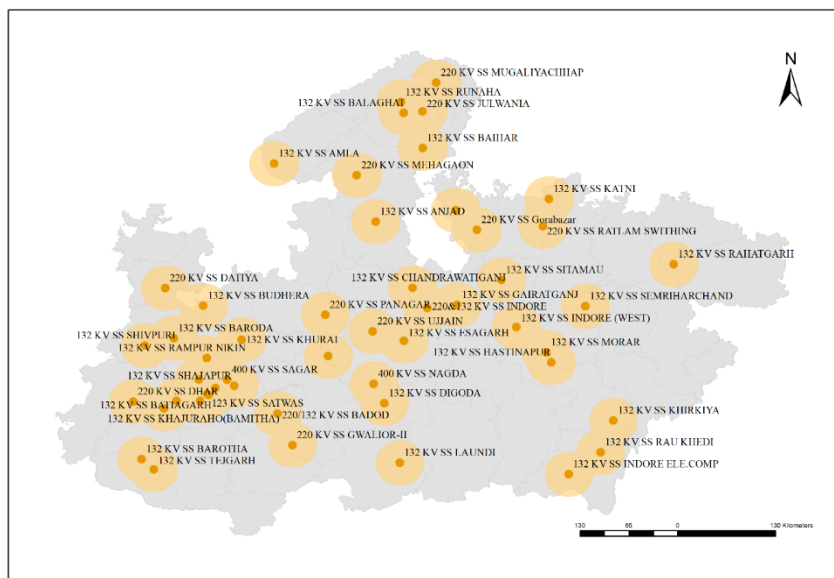 N
220 KV SS MUGALIYACHHAP
132 KV SS RUNAHA
132 KV SS BALAGHAT
220 KV SS JULWANIA
132 KV SS BAIHAR
132 KV SS AMLA
220 KV SS MEHAGAON
132 KV SS KATNI
132 KV SS ANJAD
220 KV SS Gorabazar
220 KV SS RATLAM SWITHING
132 KV SS RAHATGARH
132 KV SS SITAMAU
220 KV SS DATIYA
132 KV SS CHANDRAWATIGANJ
132 KV SS BUDHERA
132 KV SS GAIRATGANJ
132 KV SS SEMRIHARCHAND
220 KV SS PANAGAR
220&132 KV SS INDORE
220 KV SS UJJAIN
132 KV SS INDORE (WEST)
132 KV SS SHIVPURI
132 KV SS BARODA
132 KV SS KHURAI
132 KV SS ESAGARH
132 KV SS MORAR
132 KV SS RAMPUR NIKIN
132 KV SS HASTINAPUR
132 KV SS SHAJAPUR
400 KV SS SAGAR
400 KV SS NAGDA
220 KV SS DHAR
132 KV SS BATIAGARH
123 KV SS SATWAS
132 KV SS DIGODA
220/132 KV SS BADOD
132 KV SS KHAJURAHO(BAMITHA)
132 KV SS KHIRKIYA
132 KV SS BAROTHA
220 KV SS GWALIOR-II
132 KV SS RAU KHEDI
132 KV SS TEJGARH
132 KV SS LAUNDI
132 KV SS INDORE ELE.COMP
130 65 0 130 Kilometers